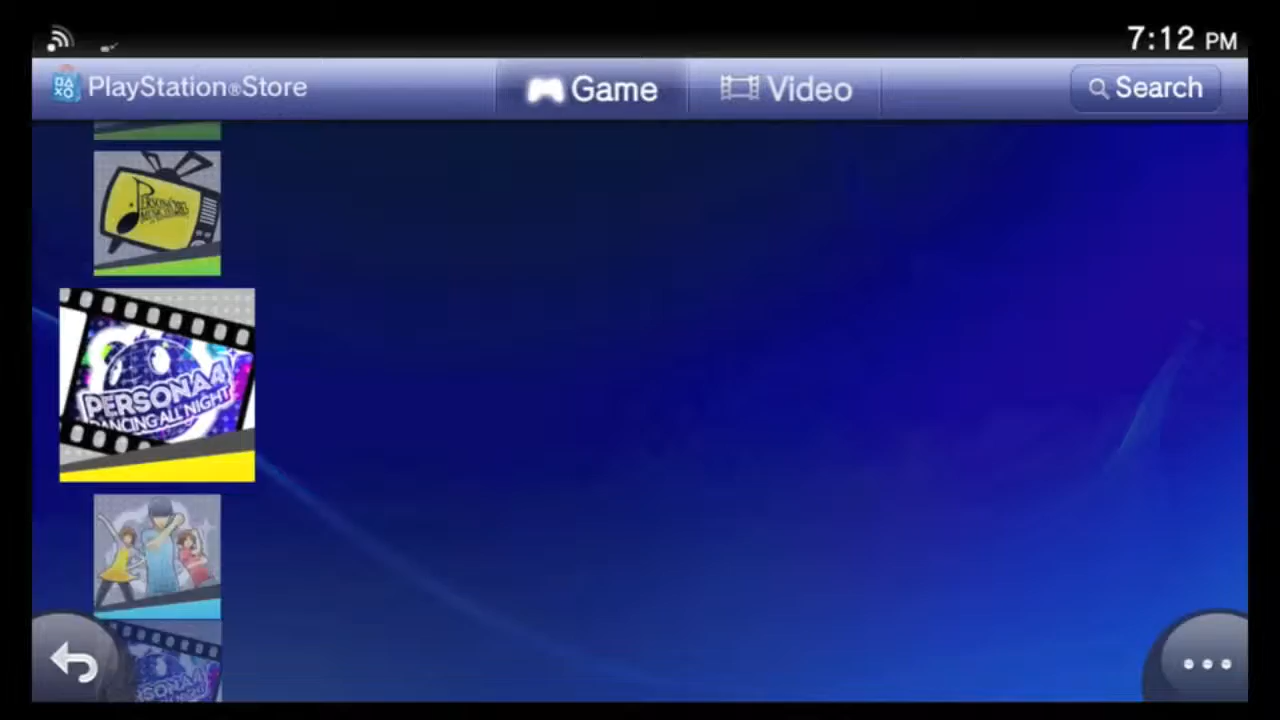 7:12 PM
PlayStation®Store
Game
Video
Search
PERSONA4
DANCING ALL NIGHT